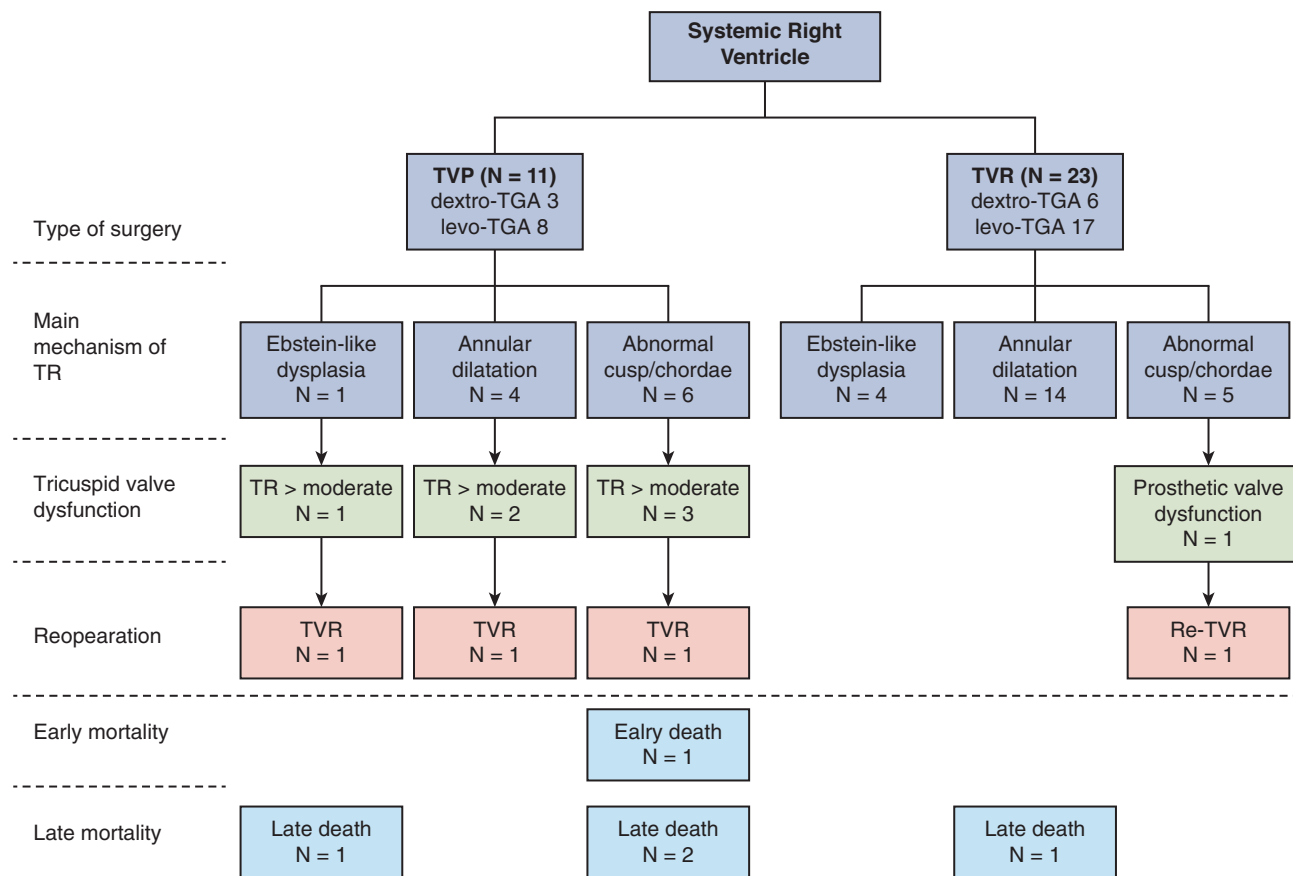 Systemic Right
Ventricle
TVP (N = 11)
dextro-TGA 3
levo-TGA 8
TVR (N = 23)
dextro-TGA 6
levo-TGA 17
Type of surgery
Main
mechanism of
TR
Ebstein-like
dysplasia
N = 1
Annular
dilatation
N = 4
Abnormal
cusp/chordae
N = 6
Ebstein-like
dysplasia
N = 4
Annular
dilatation
N = 14
Abnormal
cusp/chordae
N = 5
Tricuspid valve
dysfunction
TR > moderate
N = 1
TR > moderate
N = 2
TR > moderate
N = 3
Prosthetic valve
dysfunction
N = 1
Reopearation
TVR
N = 1
TVR
N = 1
TVR
N = 1
Re-TVR
N = 1
Early mortality
Ealry death
N = 1
Late mortality
Late death
N = 1
Late death
N = 2
Late death
N = 1